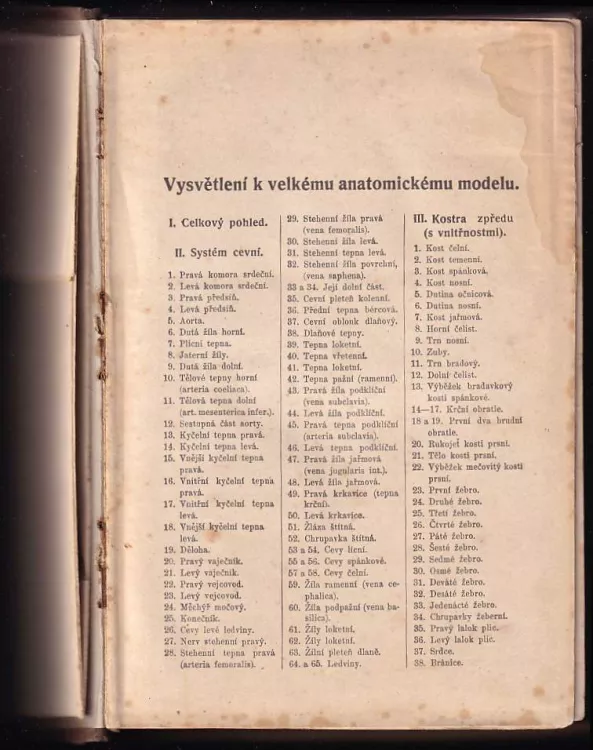 Vysvětlení k velkému anatomickému modelu.
I. Celkový pohled.
II. Systém cevní.
1. Pravá komora srdeční.
2. Levá komora srdeční.
3. Pravá předsíň.
4. Levá předsíň.
5. Aorta.
6. Dutá žíla horní.
7. Plicní tepna.
8. Jaterní žíly.
9. Dutá žíla dolní.
10. Tělové tepny horní
(arteria coeliaca).
11. Tělová tepna dolní
(art. mesenterica infer.).
12. Sestupná část aorty.
13. Kyčelní tepna pravá.
14. Kyčelní tepna levá.
15. Vnější kyčelní tepna
pravá.
16. Vnitřní kyčelní tepna
pravá.
17. Vnitřní kyčelní tepna
levá.
18. Vnější kyčelní tepna
levá.
19. Děloha.
20. Pravý vaječník.
21. Levý vaječník.
22. Pravý vejcovod.
23. Levý vejcovod.
24. Měchýř močový.
25. Konečník.
26. Cévy levé ledviny.
27. Nerv stehenní pravý.
28. Stehenní tepna pravá
(arteria femoralis).
29. Stehenní žíla pravá
(vena femoralis).
30. Stehenní žíla levá.
31. Stehenní tepna levá.
32. Stehenní žíla povrchní,
(vena saphena).
33 a 34. Její dolní část.
35. Cevní pleteň kolenní.
36. Přední tepna bércová.
37. Cevní oblouk dlaňový.
38. Dlaňové tepny.
39. Tepna loketní.
40. Tepna vřetenní.
41. Tepna loketní.
42. Tepna pažní (ramenní).
43. Pravá žíla podklíční
(vena subclavia).
44. Levá žíla podklíční.
45. Pravá tepna podklíční
(arteria subclavia).
46. Levá tepna podklíční.
47. Pravá žíla jařmová
(vena jugularis int.).
48. Levá žíla jařmová.
49. Pravá krkavice (tepna
krční).
50. Levá krkavice.
51. Žláza štítná.
52. Chrupavka štítná.
53 a 54. Cevy lícní.
55 a 56. Cevy spánkové.
57 a 58. Cevy čelní.
59. Žíla ramenní (vena ce-
phalica).
60. Žíla podpažní (vena ba-
silica).
61. Žíly loketní.
62. Žíly loketní.
63. Žilní pleteň dlaně.
64. a 65. Ledviny.
III. Kostra zpředu
(s vnitřnostmi).
1. Kost čelní.
2. Kost temenní.
3. Kost spánková.
4. Kost nosní.
5. Dutina očnicová.
6. Dutina nosní.
7. Kost jařmová.
8. Horní čelist.
9. Trn nosní.
10. Zuby.
11. Trn bradový.
12. Dolní čelist.
13. Výběžek bradavkový
kosti spánkové.
14—17. Krční obratle.
18 a 19. První dva hrudní
obratle.
20. Rukojeť kosti prsní.
21. Tělo kosti prsní.
22. Výběžek mečovitý kosti
prsní.
23. První žebro.
24. Druhé žebro.
25. Třetí žebro.
26. Čtvrté žebro.
27. Páté žebro.
28. Šesté žebro.
29. Sedmé žebro.
30. Osmé žebro.
31. Deváté žebro.
32. Desáté žebro.
33. Jedenácté žebro.
34. Chrupavky žeberní.
35. Pravý lalok plic.
36. Levý lalok plic.
37. Srdce.
38. Bránice.